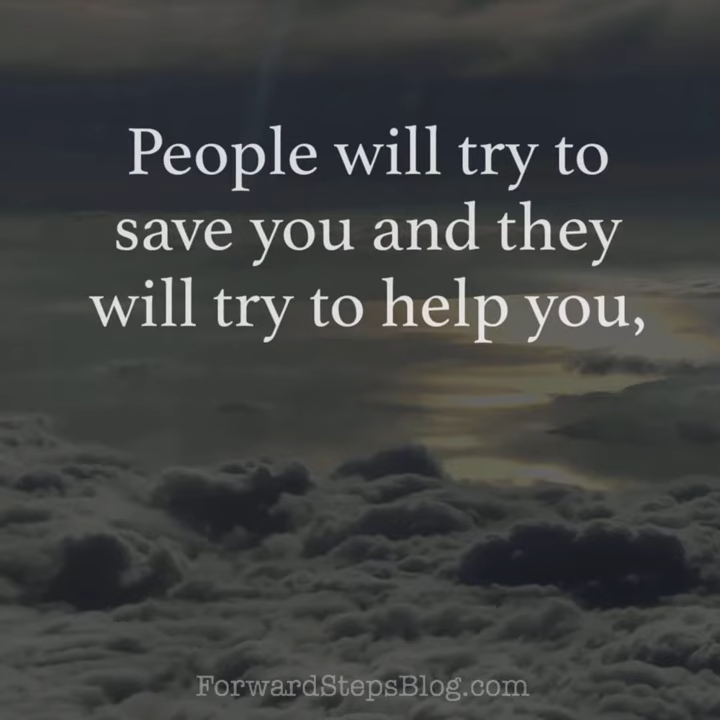 People will try to
save you and they
will try to help you,
ForwardStepsBlog.com